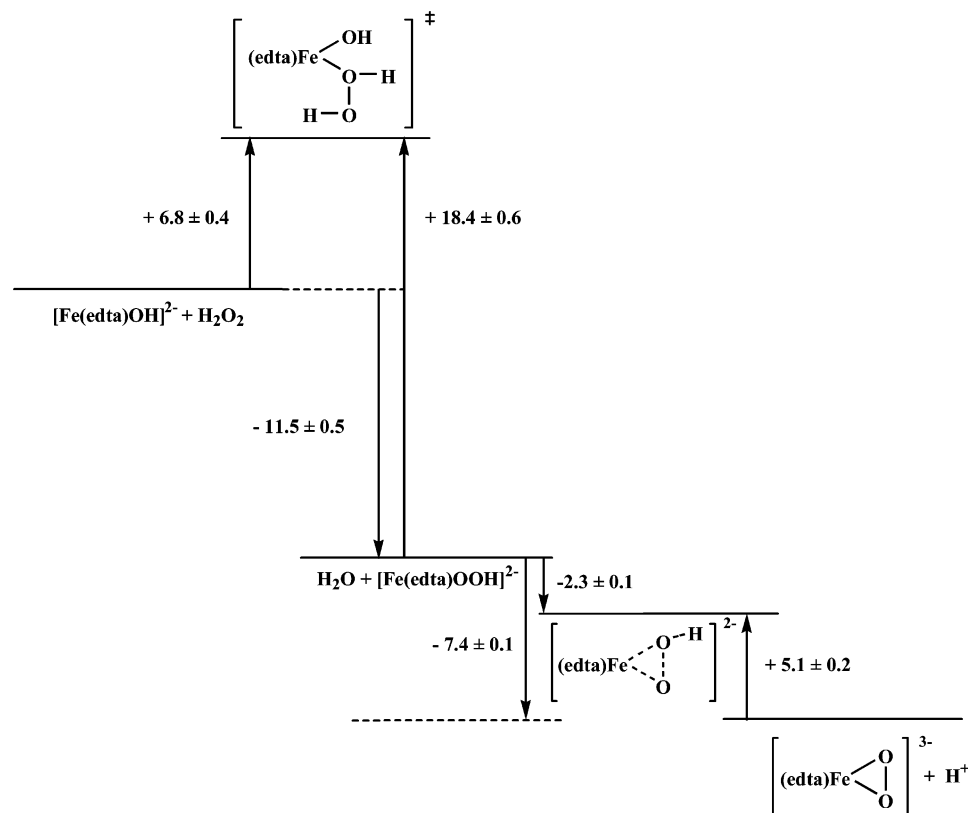 ‡
OH
(edta)Fe
O H
H O
+ 6.8 ± 0.4
+ 18.4 ± 0.6
[Fe(edta)OH]²⁻ + H₂O₂
- 11.5 ± 0.5
H₂O + [Fe(edta)OOH]²⁻
-2.3 ± 0.1
- 7.4 ± 0.1
2-
O H
(edta)Fe
O
+ 5.1 ± 0.2
3-
O
(edta)Fe
O
+ H⁺